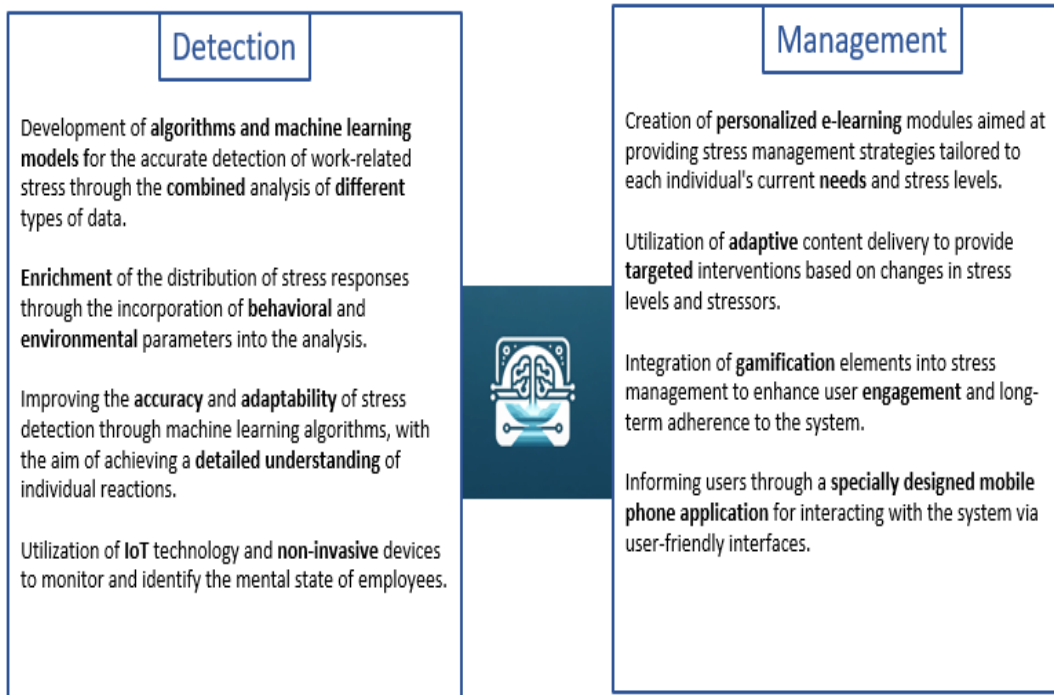 Detection
Development of algorithms and machine learning
models for the accurate detection of work-related
stress through the combined analysis of different
types of data.
Enrichment of the distribution of stress responses
through the incorporation of behavioral and
environmental parameters into the analysis.
Improving the accuracy and adaptability of stress
detection through machine learning algorithms, with
the aim of achieving a detailed understanding of
individual reactions.
Utilization of IoT technology and non-invasive devices
to monitor and identify the mental state of employees.
Management
Creation of personalized e-learning modules aimed at
providing stress management strategies tailored to
each individual's current needs and stress levels.
Utilization of adaptive content delivery to provide
targeted interventions based on changes in stress
levels and stressors.
Integration of gamification elements into stress
management to enhance user engagement and long-
term adherence to the system.
Informing users through a specially designed mobile
phone application for interacting with the system via
user-friendly interfaces.